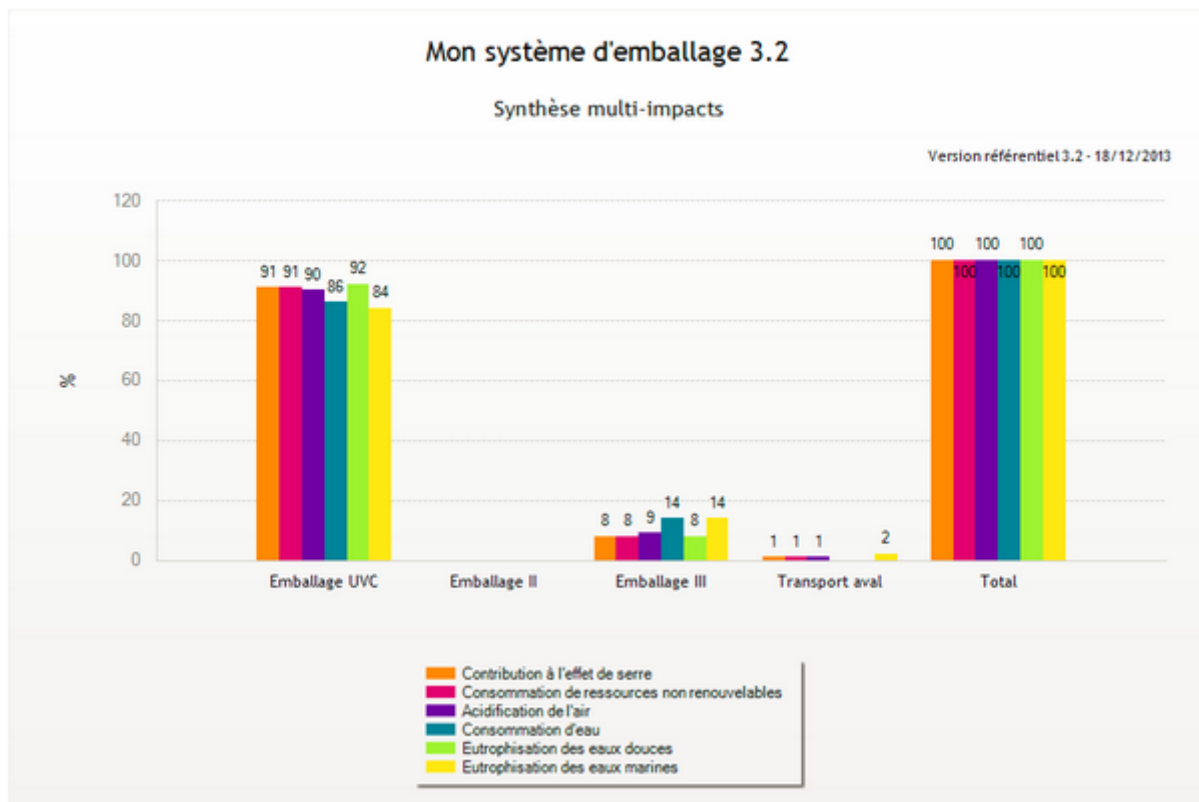 Mon système d'emballage 3.2
Synthèse multi-impacts
Version référentiel 3.2 - 18/12/2013
120
100
80
60
40
20
0
%
91 91 90 86 92 84
8 8 9 14 8 14
1 1 1 2
100 100 100 100 100 100
Emballage UVC Emballage II Emballage III Transport aval Total
Contribution à l'effet de serre
Consommation de ressources non renouvelables
Acidification de l'air
Consommation d'eau
Eutrophisation des eaux douces
Eutrophisation des eaux marines